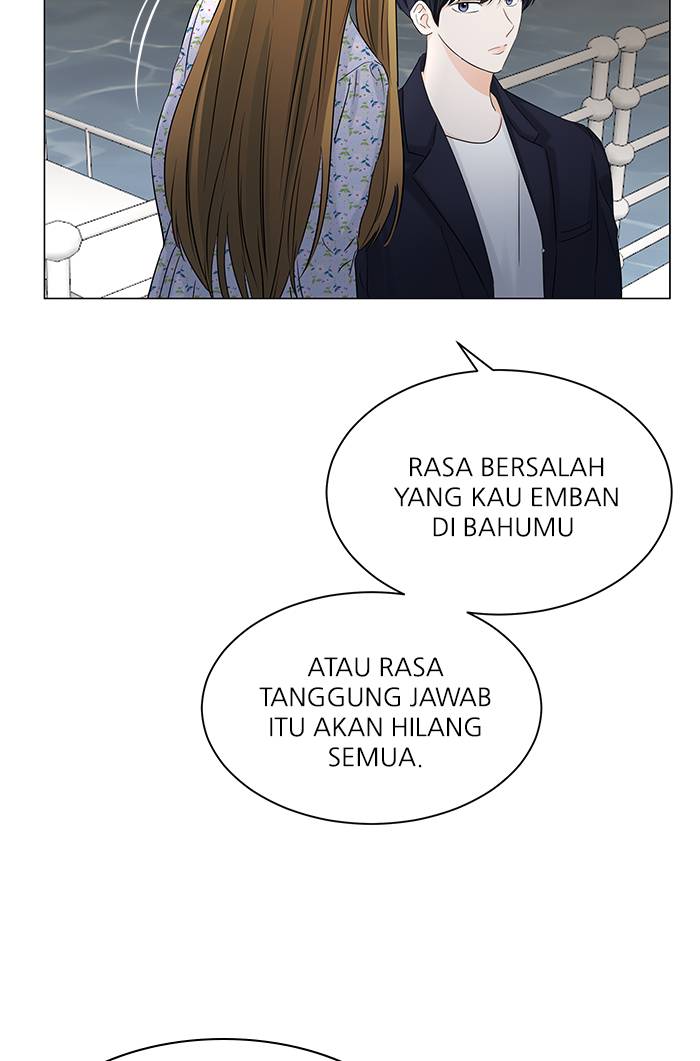 RASA BERSALAH
YANG KAU EMBAN
DI BAHUMU
ATAU RASA
TANGGUNG JAWAB
ITU AKAN HILANG
SEMUA.